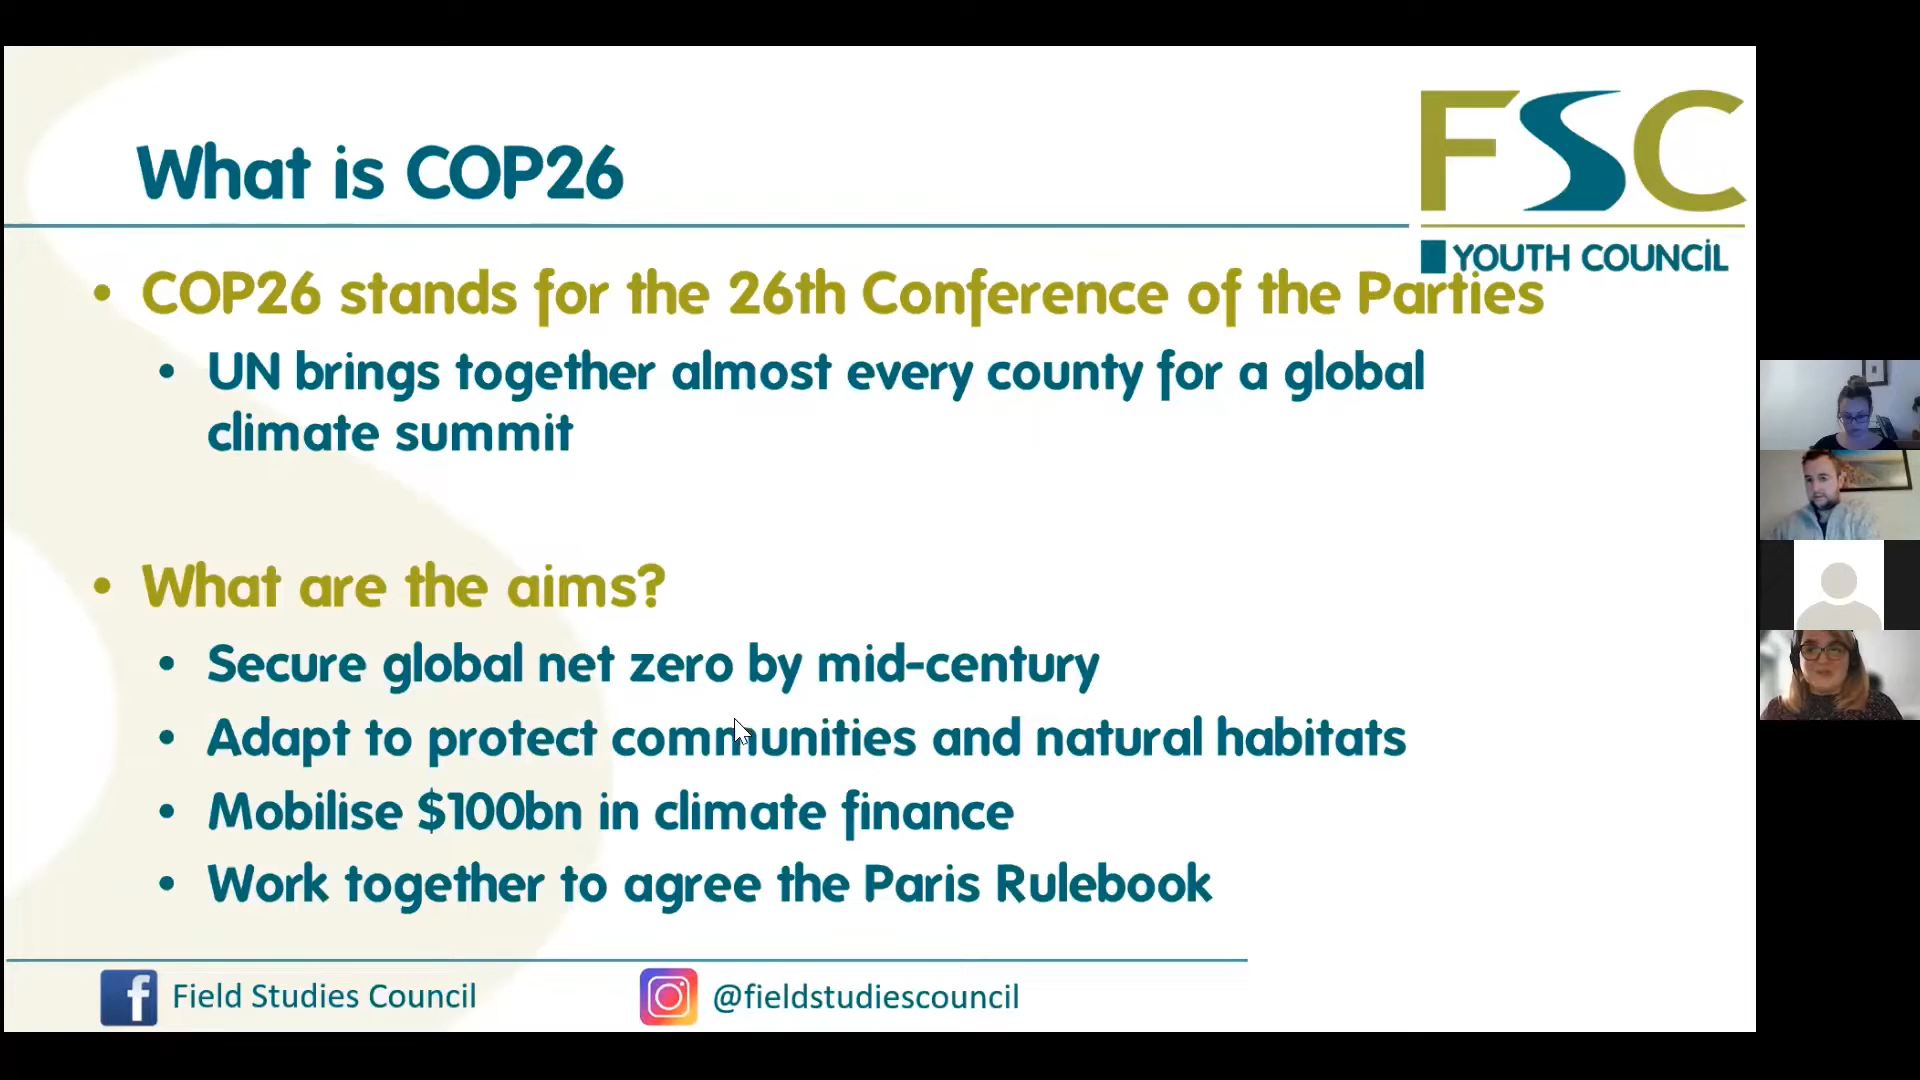 What is COP26
FSC
YOUTH COUNCIL
• COP26 stands for the 26th Conference of the Parties
• UN brings together almost every county for a global
climate summit
• What are the aims?
• Secure global net zero by mid-century
• Adapt to protect communities and natural habitats
• Mobilise $100bn in climate finance
• Work together to agree the Paris Rulebook
f Field Studies Council
@fieldstudiescouncil